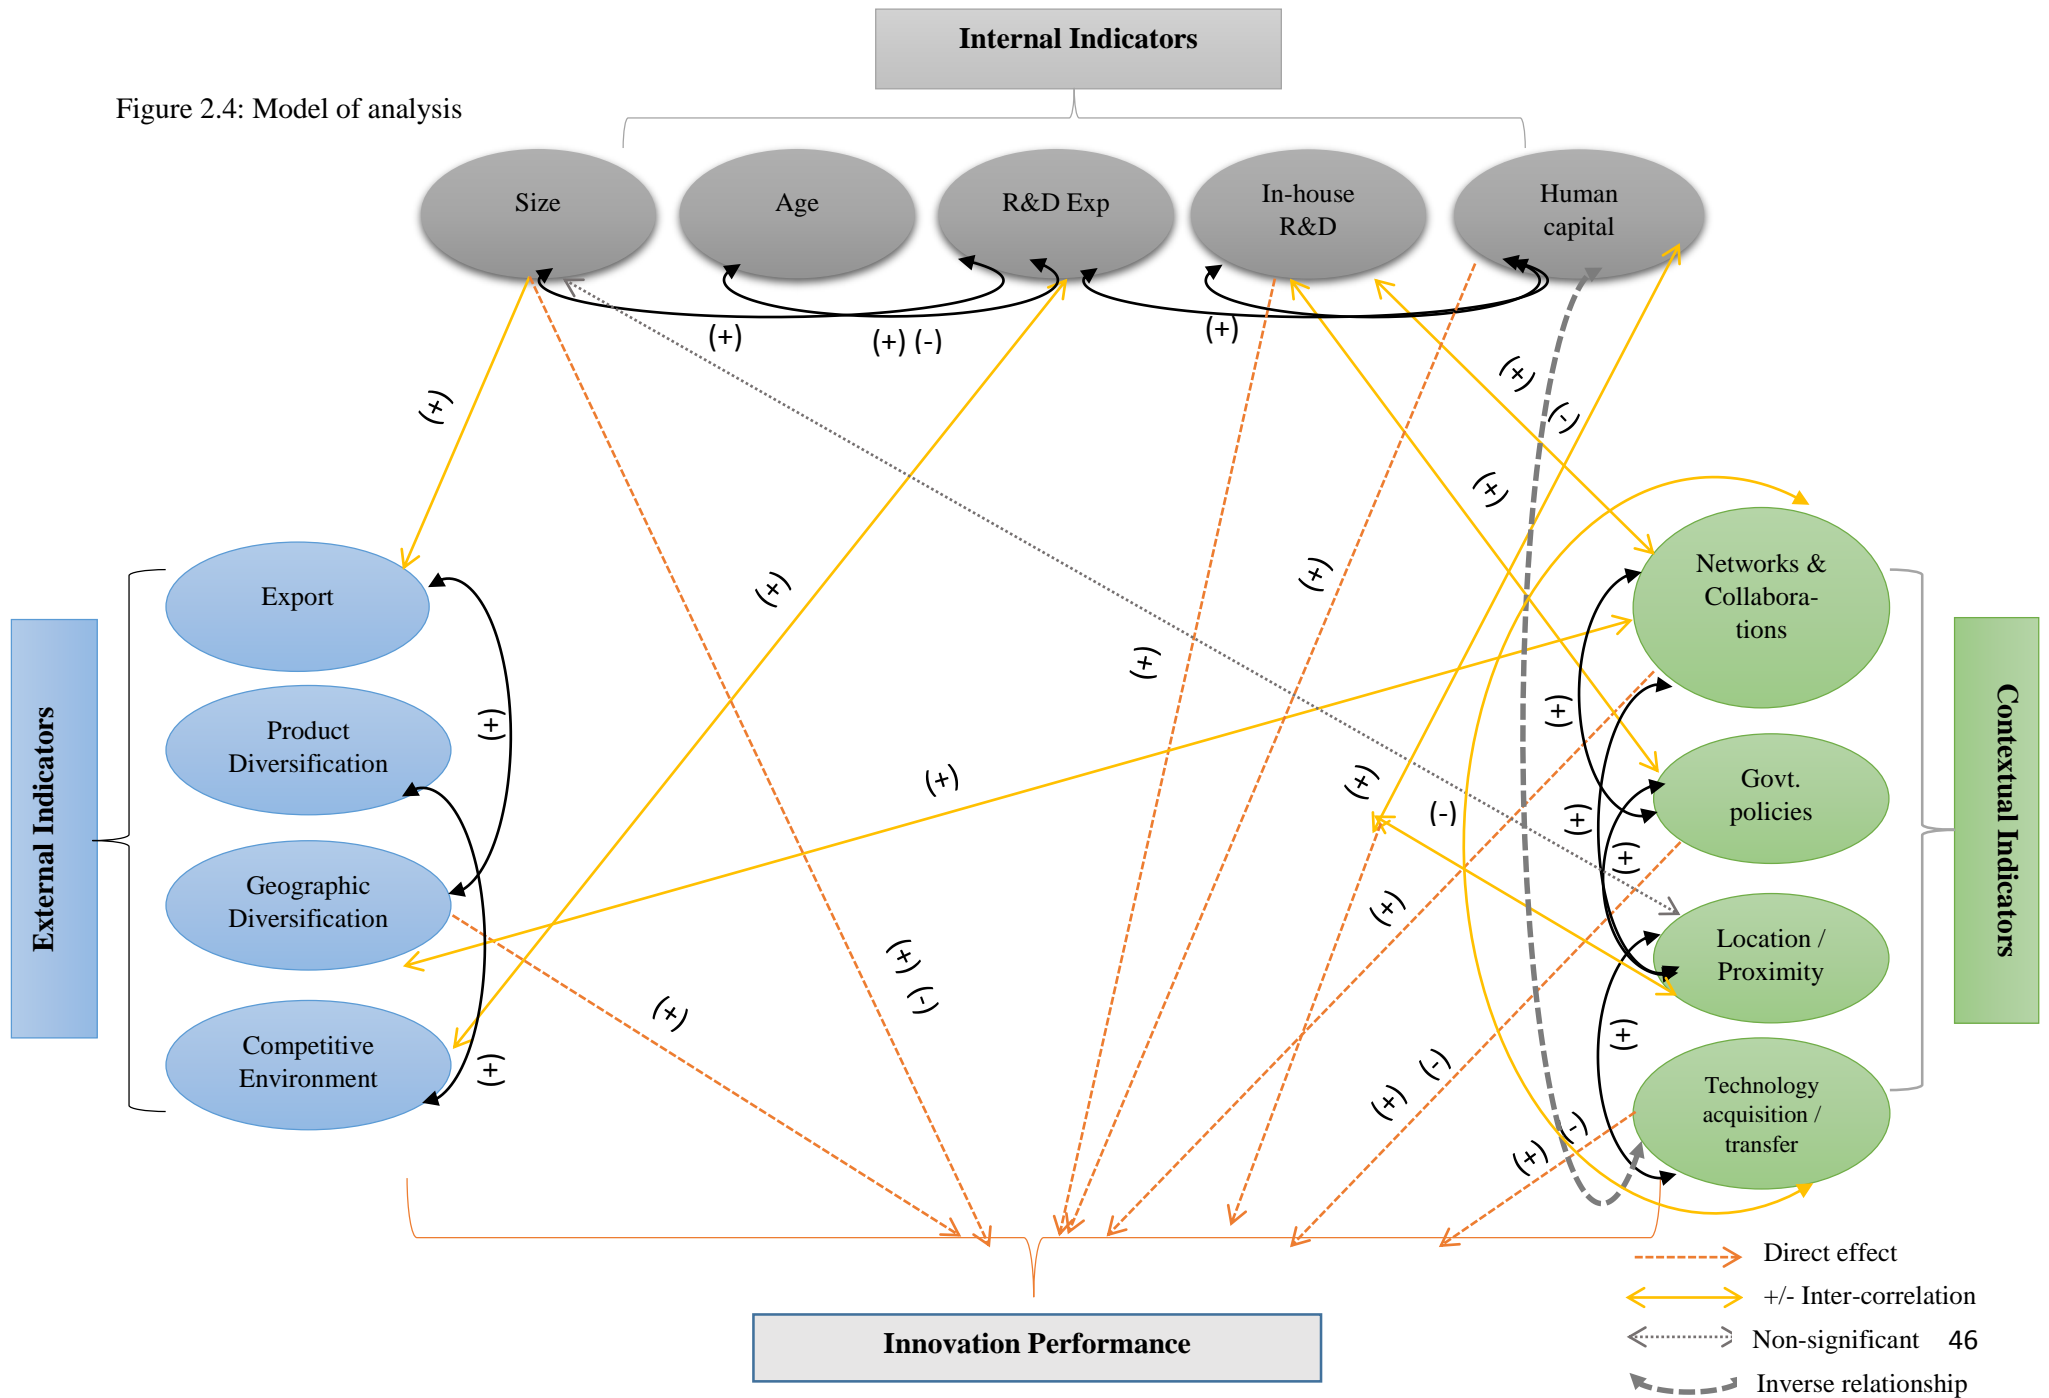 Internal Indicators
Figure 2.4: Model of analysis
Size
Age
R&D Exp
In-house
R&D
Human
capital
(+)
(+) (-)
(+)
(+)
(+)
(-)
(+)
(+)
(+)
(+)
(+)
(+)
(-)
(+)
External Indicators
Export
Product
Diversification
Geographic
Diversification
Competitive
Environment
(+)
(+)
Networks &
Collabora-
tions
Govt.
policies
Location /
Proximity
Technology
acquisition /
transfer
Contextual Indicators
(+)
(+)
(+)
(+)
(+)
(+)
(-)
(+)
(+)
(-)
(+)
(-)
Innovation Performance
Direct effect
+/- Inter-correlation
Non-significant 46
Inverse relationship